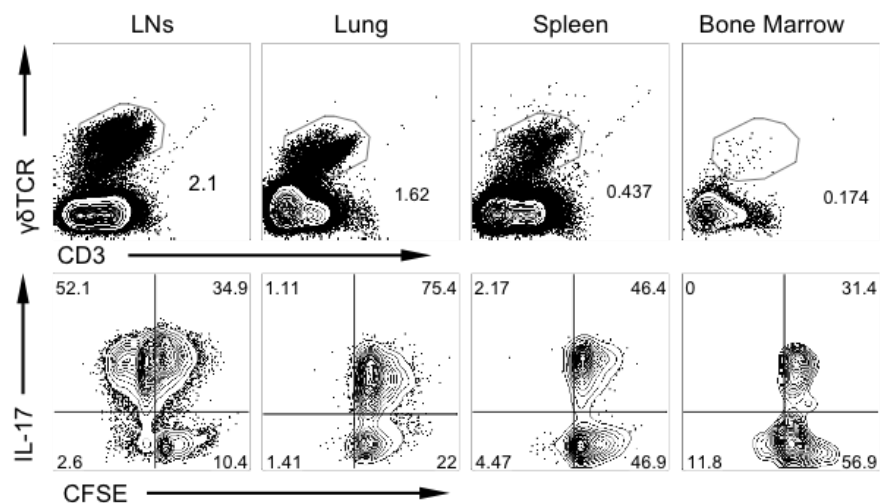 LNs Lung Spleen Bone Marrow
γδTCR
2.1 1.62 0.437 0.174
CD3
52.1 34.9 1.11 75.4 2.17 46.4 0 31.4
IL-17
2.6 10.4 1.41 22 4.47 46.9 11.8 56.9
CFSE